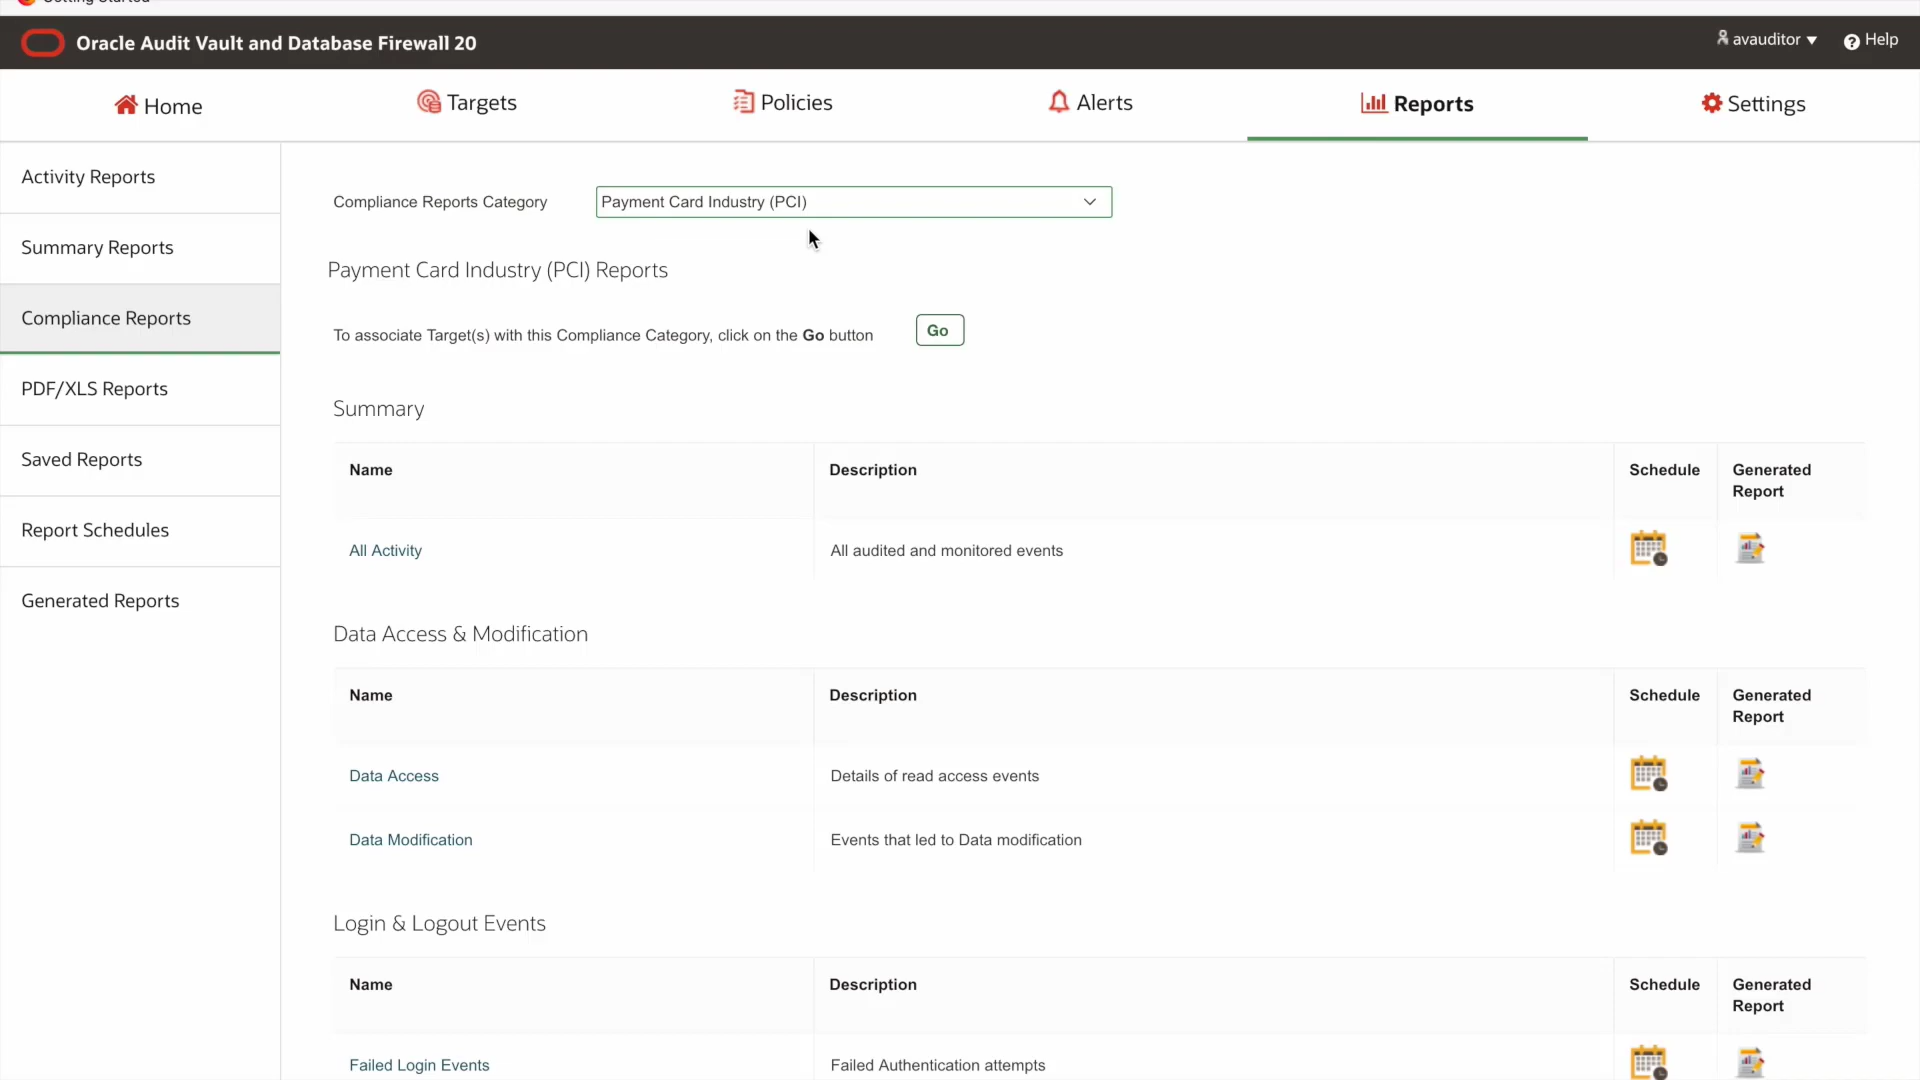 Getting Started
Oracle Audit Vault and Database Firewall 20
avauditor
Help
Home
Targets
Policies
Alerts
Reports
Settings
Activity Reports
Summary Reports
Compliance Reports
PDF/XLS Reports
Saved Reports
Report Schedules
Generated Reports
Compliance Reports Category
Payment Card Industry (PCI)
Payment Card Industry (PCI) Reports
To associate Target(s) with this Compliance Category, click on the Go button
Go
Summary
Name Description Schedule Generated
Report
All Activity All audited and monitored events
Data Access & Modification
Name Description Schedule Generated
Report
Data Access Details of read access events
Data Modification Events that led to Data modification
Login & Logout Events
Name Description Schedule Generated
Report
Failed Login Events Failed Authentication attempts